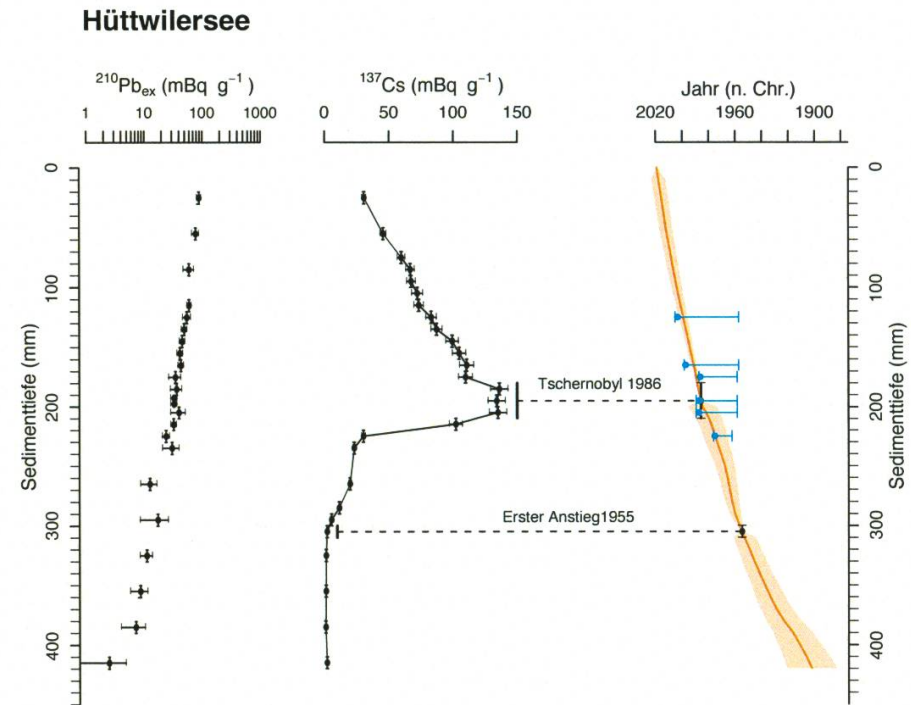 Hüttwilersee
210Pbex (mBq g−1) 137Cs (mBq g−1) Jahr (n. Chr.)
1 10 100 1000 0 50 100 150 2020 1960 1900
Sedimenttiefe (mm)
0 100 200 300 400
Tschernobyl 1986
Erster Anstieg1955
0 100 200 300 400
Sedimenttiefe (mm)